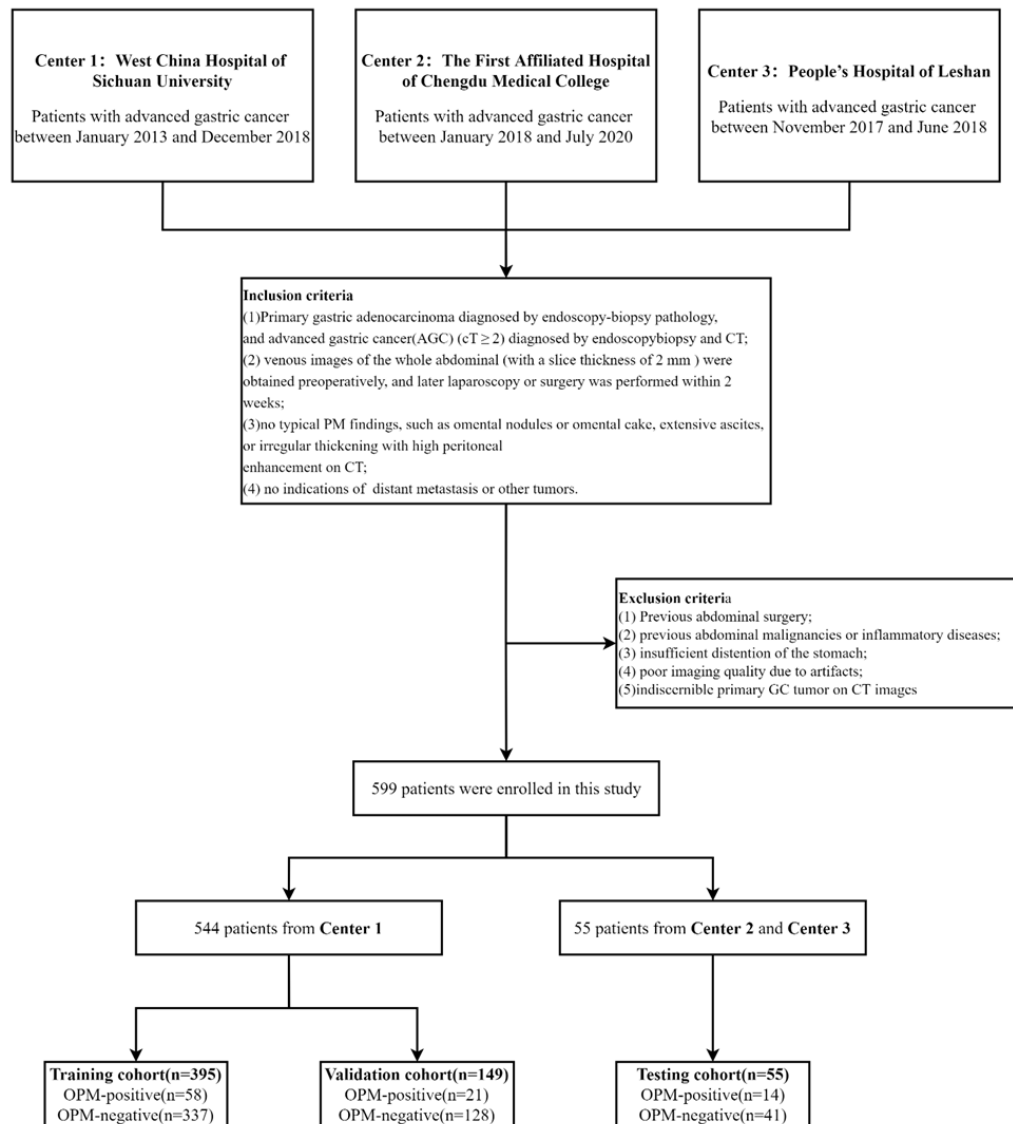 Center 1：West China Hospital of
Sichuan University
Patients with advanced gastric cancer
between January 2013 and December 2018
Center 2：The First Affiliated Hospital
of Chengdu Medical College
Patients with advanced gastric cancer
between January 2018 and July 2020
Center 3：People's Hospital of Leshan
Patients with advanced gastric cancer
between November 2017 and June 2018
Inclusion criteria
(1)Primary gastric adenocarcinoma diagnosed by endoscopy-biopsy pathology,
and advanced gastric cancer(AGC) (cT ≥ 2) diagnosed by endoscopybiopsy and CT;
(2) venous images of the whole abdominal (with a slice thickness of 2 mm ) were
obtained preoperatively, and later laparoscopy or surgery was performed within 2
weeks;
(3)no typical PM findings, such as omental nodules or omental cake, extensive ascites,
or irregular thickening with high peritoneal
enhancement on CT;
(4) no indications of distant metastasis or other tumors.
Exclusion criteria
(1) Previous abdominal surgery;
(2) previous abdominal malignancies or inflammatory diseases;
(3) insufficient distention of the stomach;
(4) poor imaging quality due to artifacts;
(5)indiscernible primary GC tumor on CT images
599 patients were enrolled in this study
544 patients from Center 1
55 patients from Center 2 and Center 3
Training cohort(n=395)
OPM-positive(n=58)
OPM-negative(n=337)
Validation cohort(n=149)
OPM-positive(n=21)
OPM-negative(n=128)
Testing cohort(n=55)
OPM-positive(n=14)
OPM-negative(n=41)